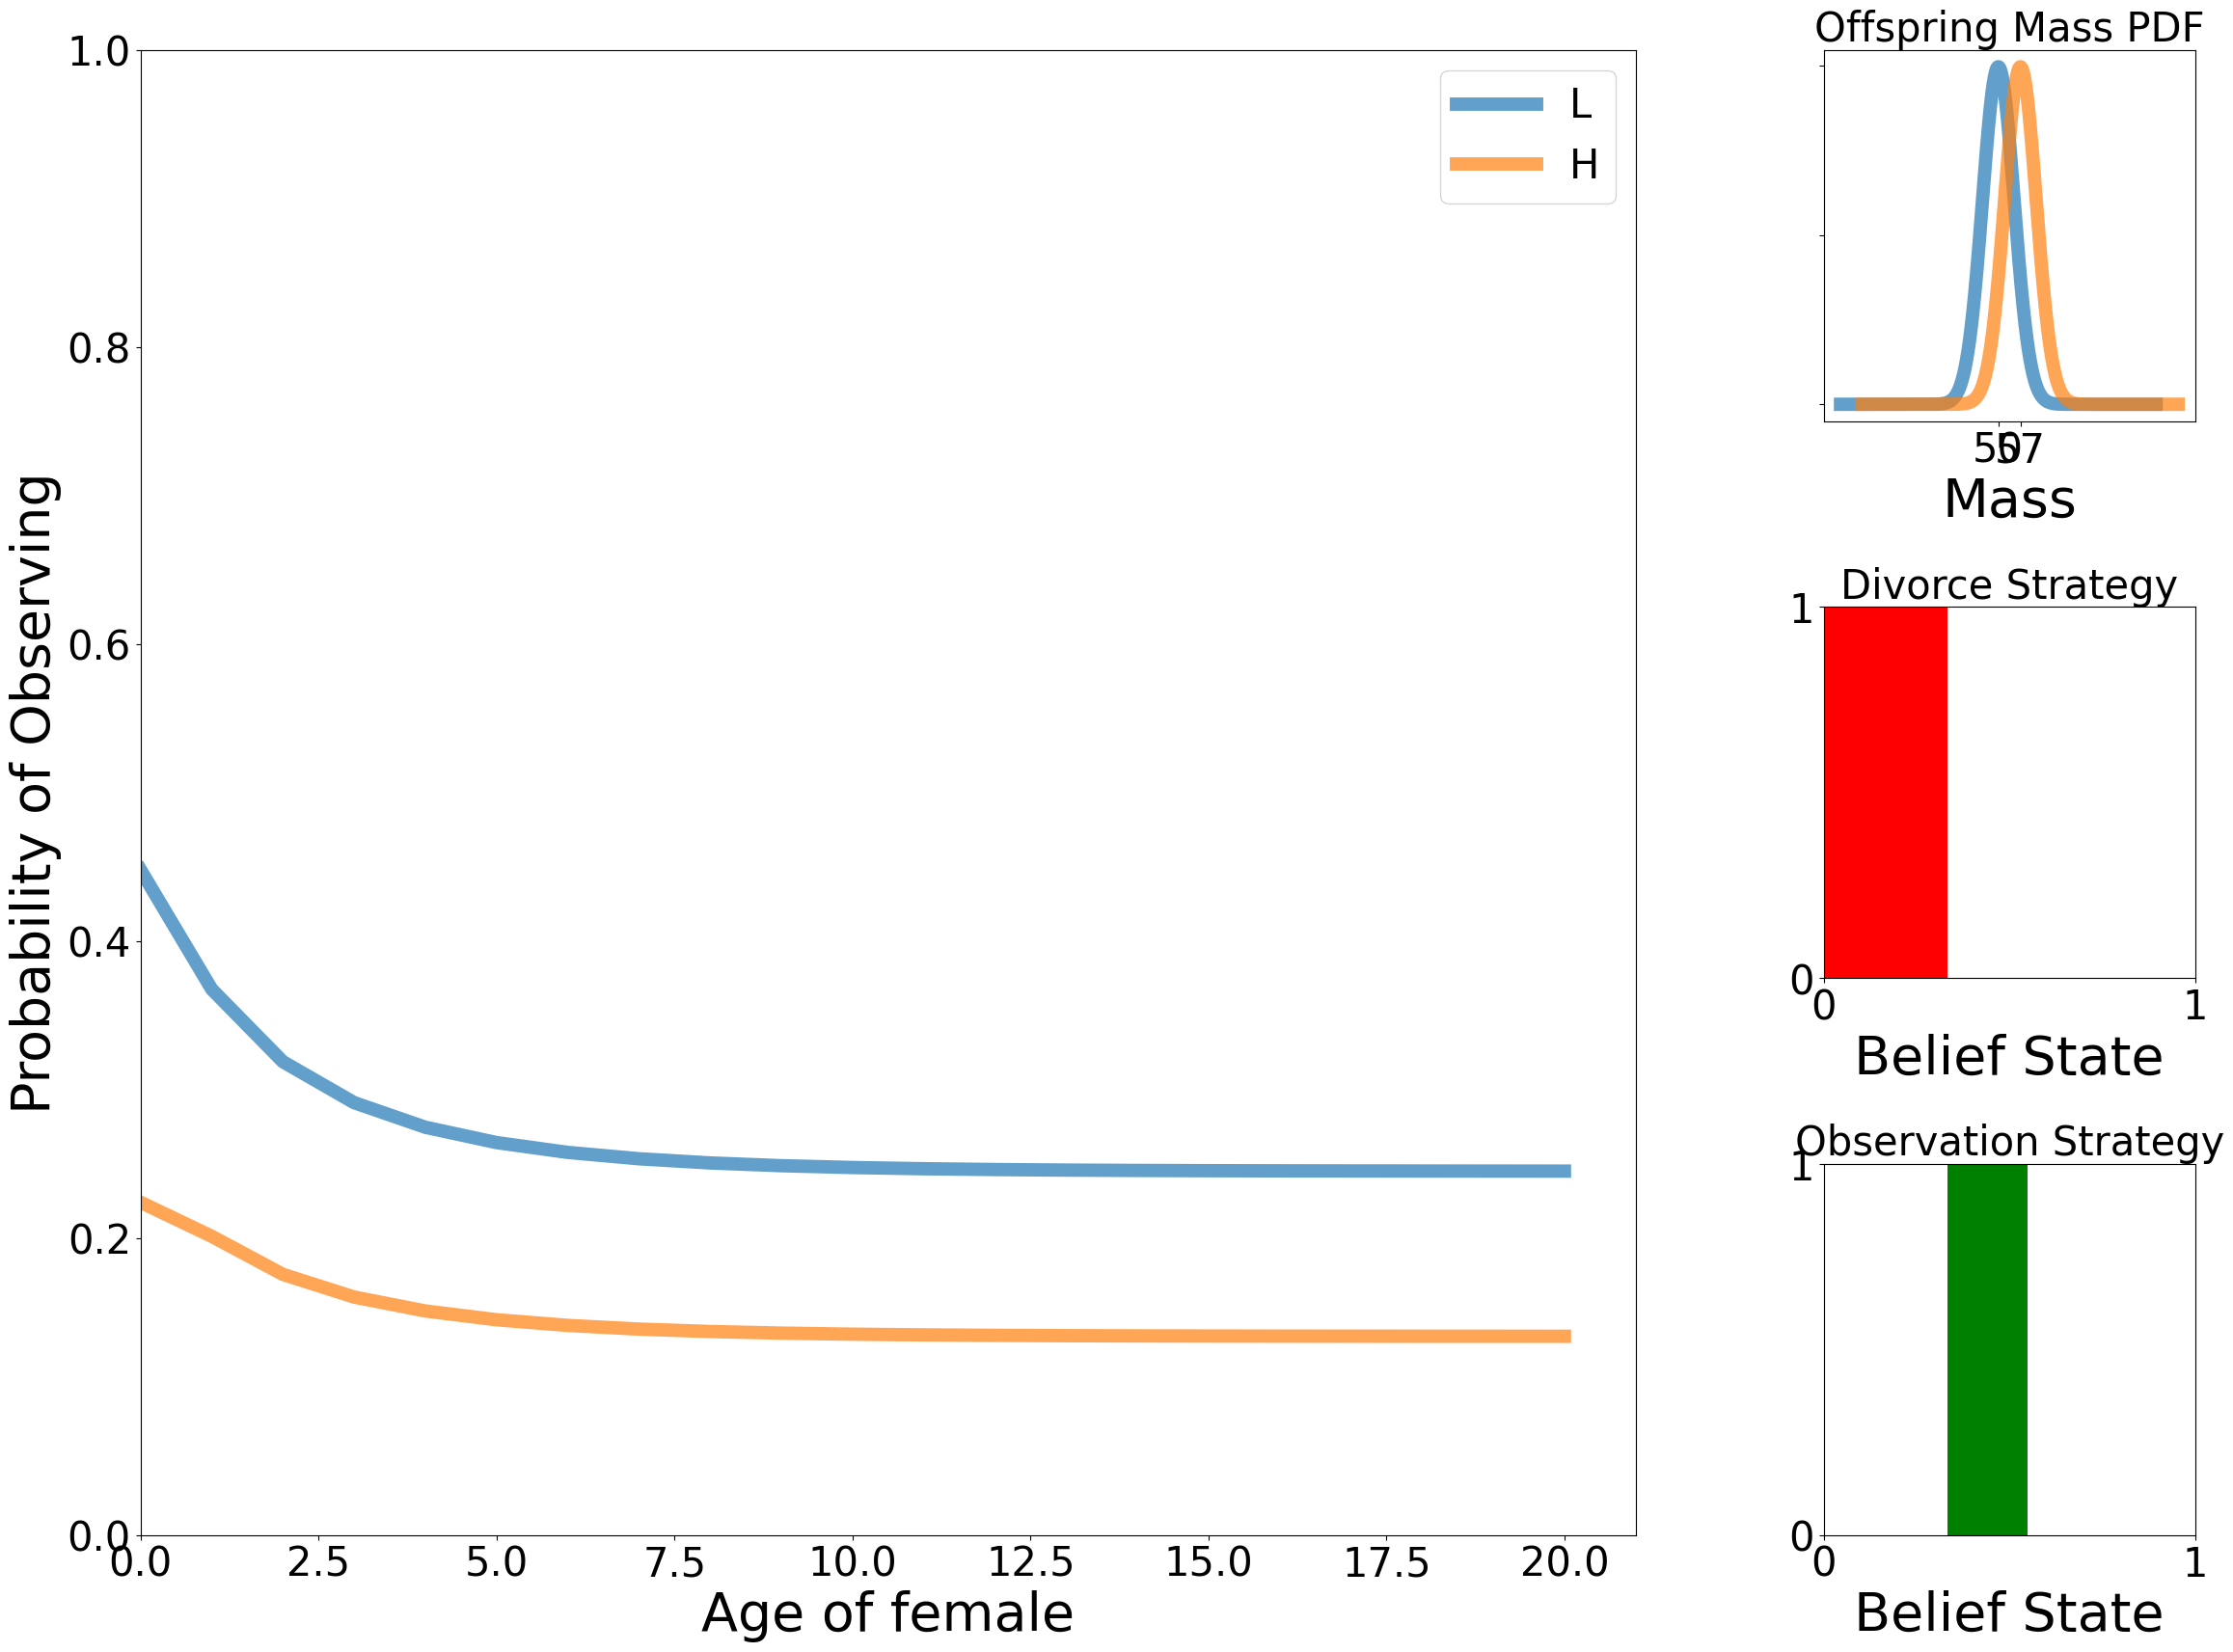 1.0
0.8
0.6
0.4
0.2
0.0
Probability of Observing
0.0 2.5 5.0 7.5 10.0 12.5 15.0 17.5 20.0
Age of female
L
H
Offspring Mass PDF
50 57
Mass
Divorce Strategy
1
0
0 1
Belief State
Observation Strategy
1
0
0 1
Belief State